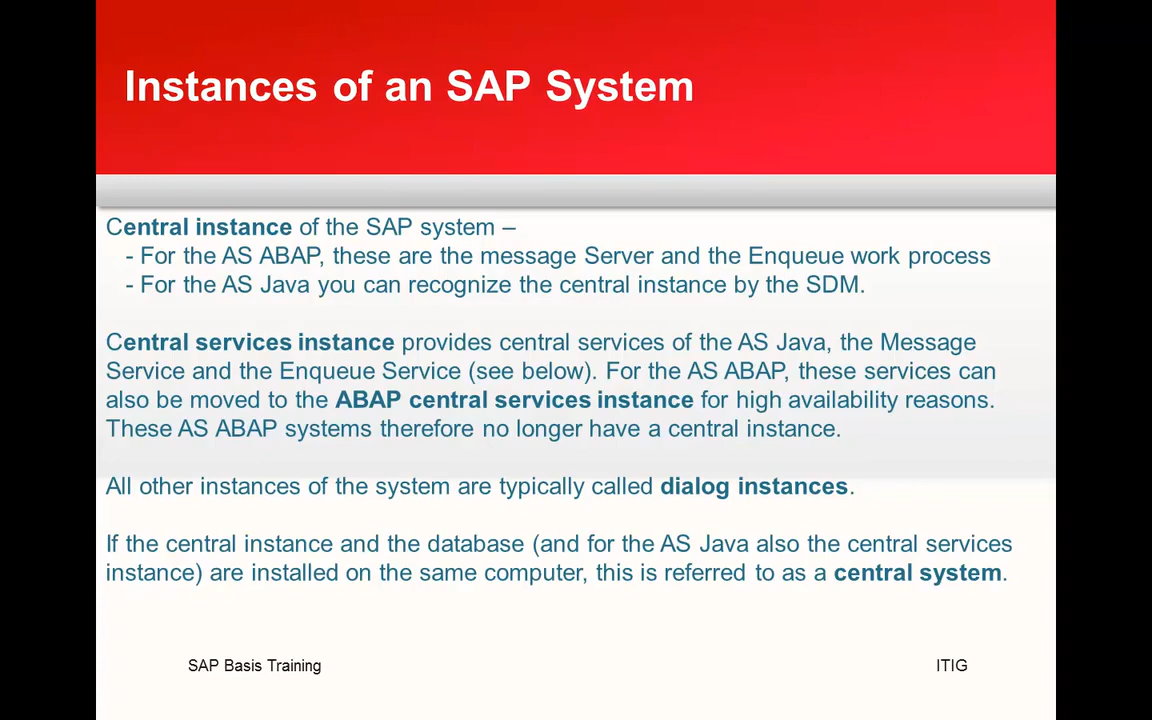 Instances of an SAP System
Central instance of the SAP system –
- For the AS ABAP, these are the message Server and the Enqueue work process
- For the AS Java you can recognize the central instance by the SDM.
Central services instance provides central services of the AS Java, the Message
Service and the Enqueue Service (see below). For the AS ABAP, these services can
also be moved to the ABAP central services instance for high availability reasons.
These AS ABAP systems therefore no longer have a central instance.
All other instances of the system are typically called dialog instances.
If the central instance and the database (and for the AS Java also the central services
instance) are installed on the same computer, this is referred to as a central system.
SAP Basis Training
ITIG